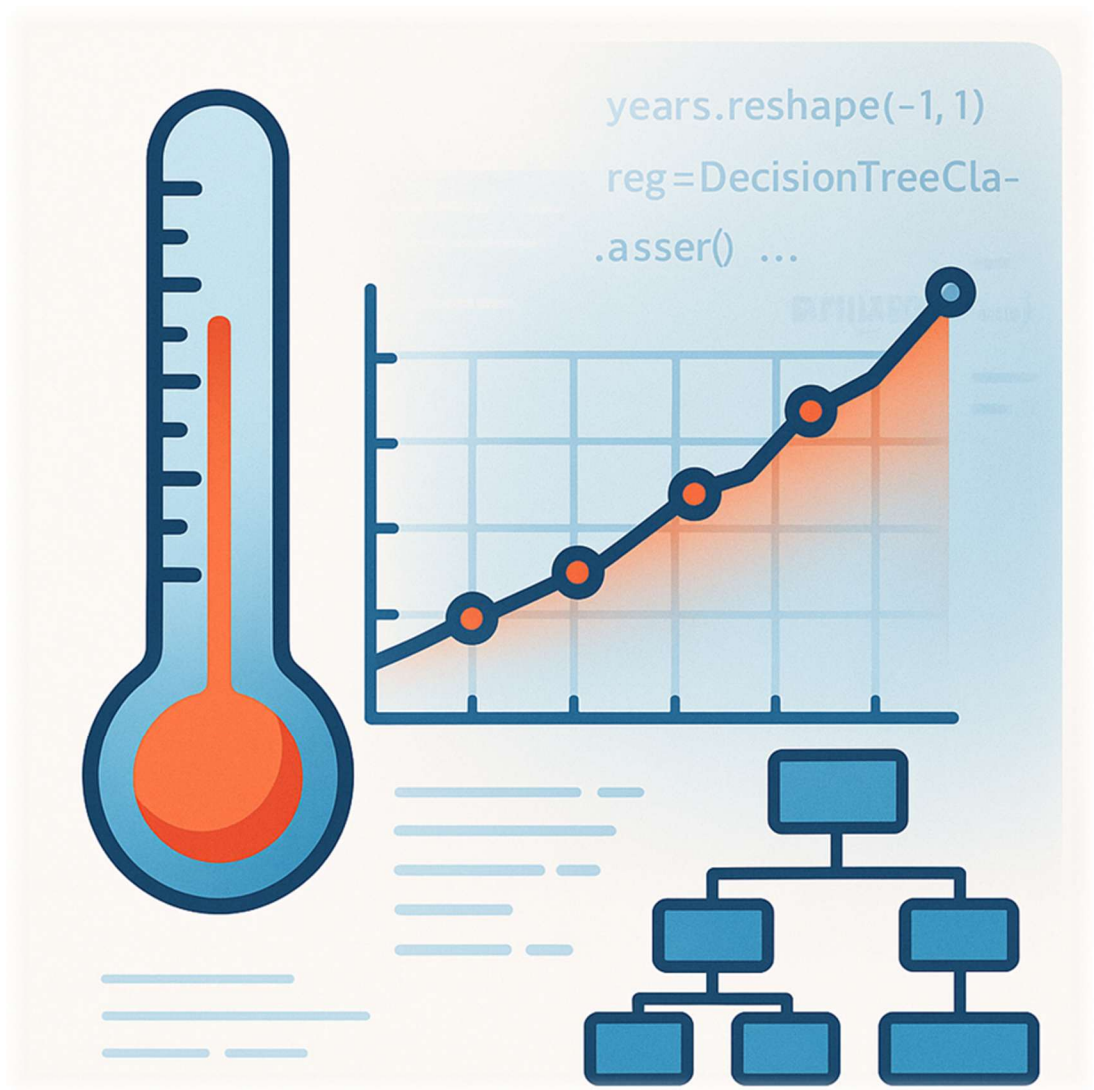 years.reshape(-1, 1)
reg=DecisionTreeCla-
.asser() ...